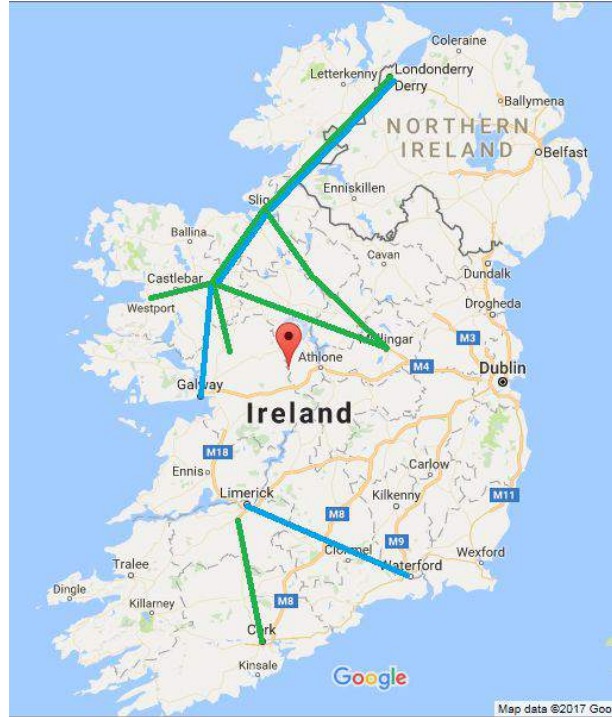 Coleraine
Letterkenny
Londonderry
Derry
Ballymena
NORTHERN
IRELAND
Belfast
Enniskillen
Sligo
Ballina
Cavan
Castlebar
Dundalk
Westport
Drogheda
Mullingar
M3
Athlone
M4
Galway
Dublin
Ireland
M18
Ennis
Carlow
Limerick
Kilkenny
M11
M8
M9
Clonmel
Wexford
Tralee
Waterford
Dingle
Killarney
M8
Cork
Kinsale
Google
Map data ©2017 Goo